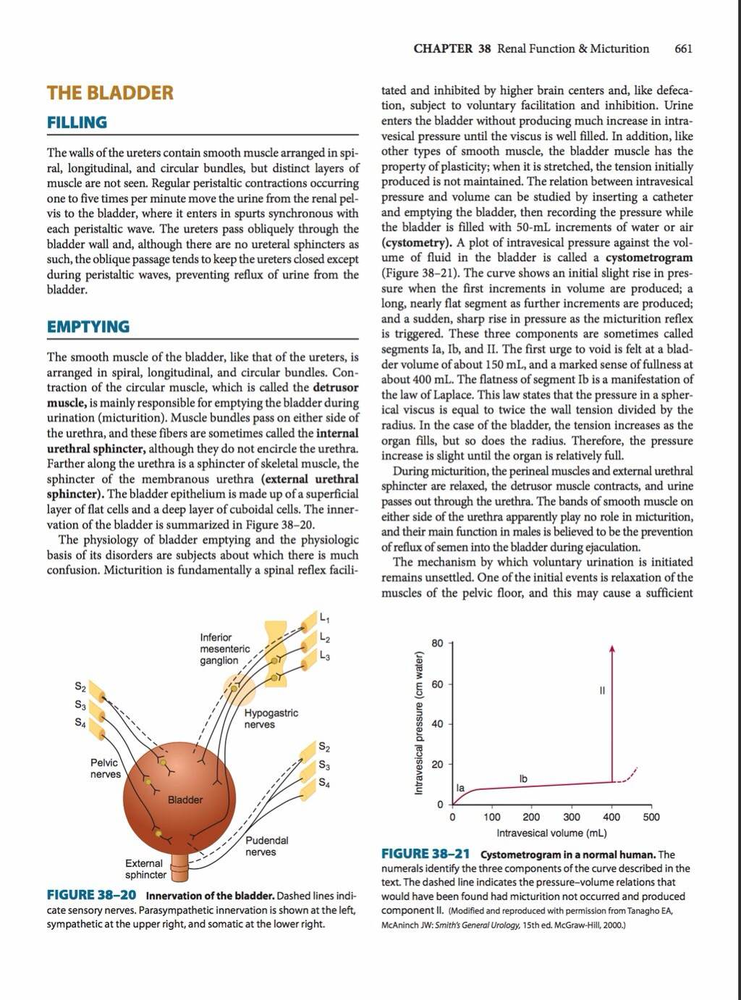 CHAPTER 38 Renal Function & Micturition 661
THE BLADDER
FILLING
The walls of the ureters contain smooth muscle arranged in spi-
ral, longitudinal, and circular bundles, but distinct layers of
muscle are not seen. Regular peristaltic contractions occurring
one to five times per minute move the urine from the renal pel-
vis to the bladder, where it enters in spurts synchronous with
each peristaltic wave. The ureters pass obliquely through the
bladder wall and, although there are no ureteral sphincters as
such, the oblique passage tends to keep the ureters closed except
during peristaltic waves, preventing reflux of urine from the
bladder.
EMPTYING
The smooth muscle of the bladder, like that of the ureters, is
arranged in spiral, longitudinal, and circular bundles. Con-
traction of the circular muscle, which is called the detrusor
muscle, is mainly responsible for emptying the bladder during
urination (micturition). Muscle bundles pass on either side of
the urethra, and these fibers are sometimes called the internal
urethral sphincter, although they do not encircle the urethra.
Farther along the urethra is a sphincter of skeletal muscle, the
sphincter of the membranous urethra (external urethral
sphincter). The bladder epithelium is made up of a superficial
layer of flat cells and a deep layer of cuboidal cells. The inner-
vation of the bladder is summarized in Figure 38–20.
The physiology of bladder emptying and the physiologic
basis of its disorders are subjects about which there is much
confusion. Micturition is fundamentally a spinal reflex facili-
tated and inhibited by higher brain centers and, like defeca-
tion, subject to voluntary facilitation and inhibition. Urine
enters the bladder without producing much increase in intra-
vesical pressure until the viscus is well filled. In addition, like
other types of smooth muscle, the bladder muscle has the
property of plasticity; when it is stretched, the tension initially
produced is not maintained. The relation between intravesical
pressure and volume can be studied by inserting a catheter
and emptying the bladder, then recording the pressure while
the bladder is filled with 50-mL increments of water or air
(cystometry). A plot of intravesical pressure against the vol-
ume of fluid in the bladder is called a cystometrogram
(Figure 38–21). The curve shows an initial slight rise in pres-
sure when the first increments in volume are produced; a
long, nearly flat segment as further increments are produced;
and a sudden, sharp rise in pressure as the micturition reflex
is triggered. These three components are sometimes called
segments Ia, Ib, and II. The first urge to void is felt at a blad-
der volume of about 150 mL, and a marked sense of fullness at
about 400 mL. The flatness of segment Ib is a manifestation of
the law of Laplace. This law states that the pressure in a spher-
ical viscus is equal to twice the wall tension divided by the
radius. In the case of the bladder, the tension increases as the
organ fills, but so does the radius. Therefore, the pressure
increase is slight until the organ is relatively full.
During micturition, the perineal muscles and external urethral
sphincter are relaxed, the detrusor muscle contracts, and urine
passes out through the urethra. The bands of smooth muscle on
either side of the urethra apparently play no role in micturition,
and their main function in males is believed to be the prevention
of reflux of semen into the bladder during ejaculation.
The mechanism by which voluntary urination is initiated
remains unsettled. One of the initial events is relaxation of the
muscles of the pelvic floor, and this may cause a sufficient
L1
L2
L3
Inferior
mesenteric
ganglion
S2
S3
S4
Hypogastric
nerves
S2
S3
S4
Pelvic
nerves
Bladder
Pudendal
nerves
External
sphincter
FIGURE 38–20 Innervation of the bladder. Dashed lines indi-
cate sensory nerves. Parasympathetic innervation is shown at the left,
sympathetic at the upper right, and somatic at the lower right.
Intravesical pressure (cm water)
80
60
40
20
0
Ia
Ib
II
0 100 200 300 400 500
Intravesical volume (mL)
FIGURE 38–21 Cystometrogram in a normal human. The
numerals identify the three components of the curve described in the
text. The dashed line indicates the pressure–volume relations that
would have been found had micturition not occurred and produced
component II. (Modified and reproduced with permission from Tanagho EA,
McAninch JW: Smith's General Urology, 15th ed. McGraw-Hill, 2000.)